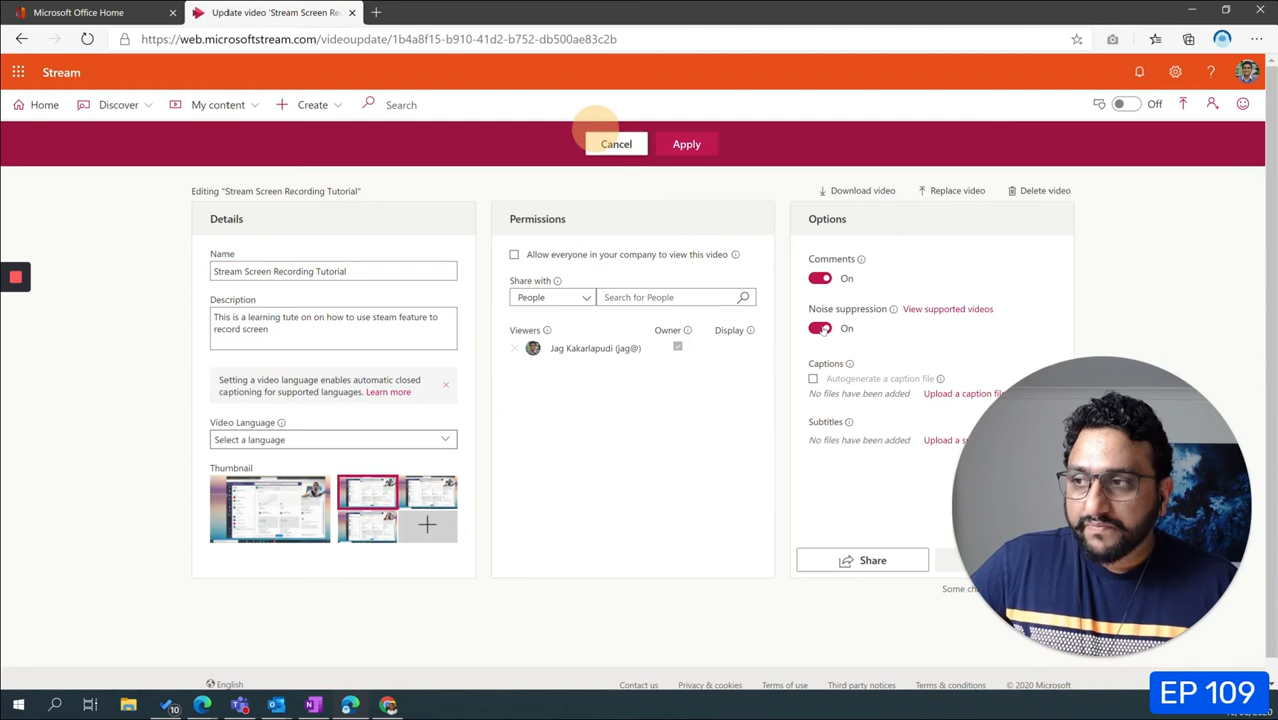 Microsoft Office Home
Update video 'Stream Screen Re
https://web.microsoftstream.com/videoupdate/1b4a8f15-b910-41d2-b752-db500ae83c2b
Stream
Home
Discover
My content
Create
Search
Off
Cancel
Apply
Editing "Stream Screen Recording Tutorial"
Download video
Replace video
Delete video
Details
Name
Stream Screen Recording Tutorial
Description
This is a learning tute on on how to use steam feature to
record screen
Setting a video language enables automatic closed
captioning for supported languages. Learn more
Video Language
Select a language
Thumbnail
Permissions
Allow everyone in your company to view this video
Share with
People
Search for People
Viewers
Owner
Display
Jag Kakarlapudi (jag@)
Options
Comments
On
Noise suppression
View supported videos
On
Captions
Autogenerate a caption file
No files have been added
Upload a caption
Subtitles
No files have been added
Upload a
Share
Some
English
Contact us
Privacy & cookies
Terms of use
Third party notices
Terms & conditions
© 2020 Microsoft
10
EP 109